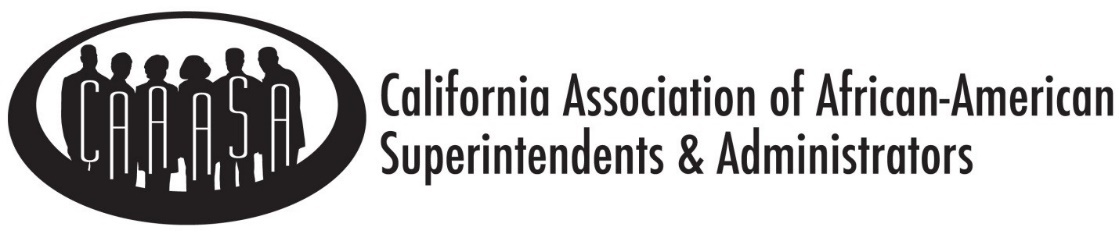 CAAASA
California Association of African-American
Superintendents & Administrators